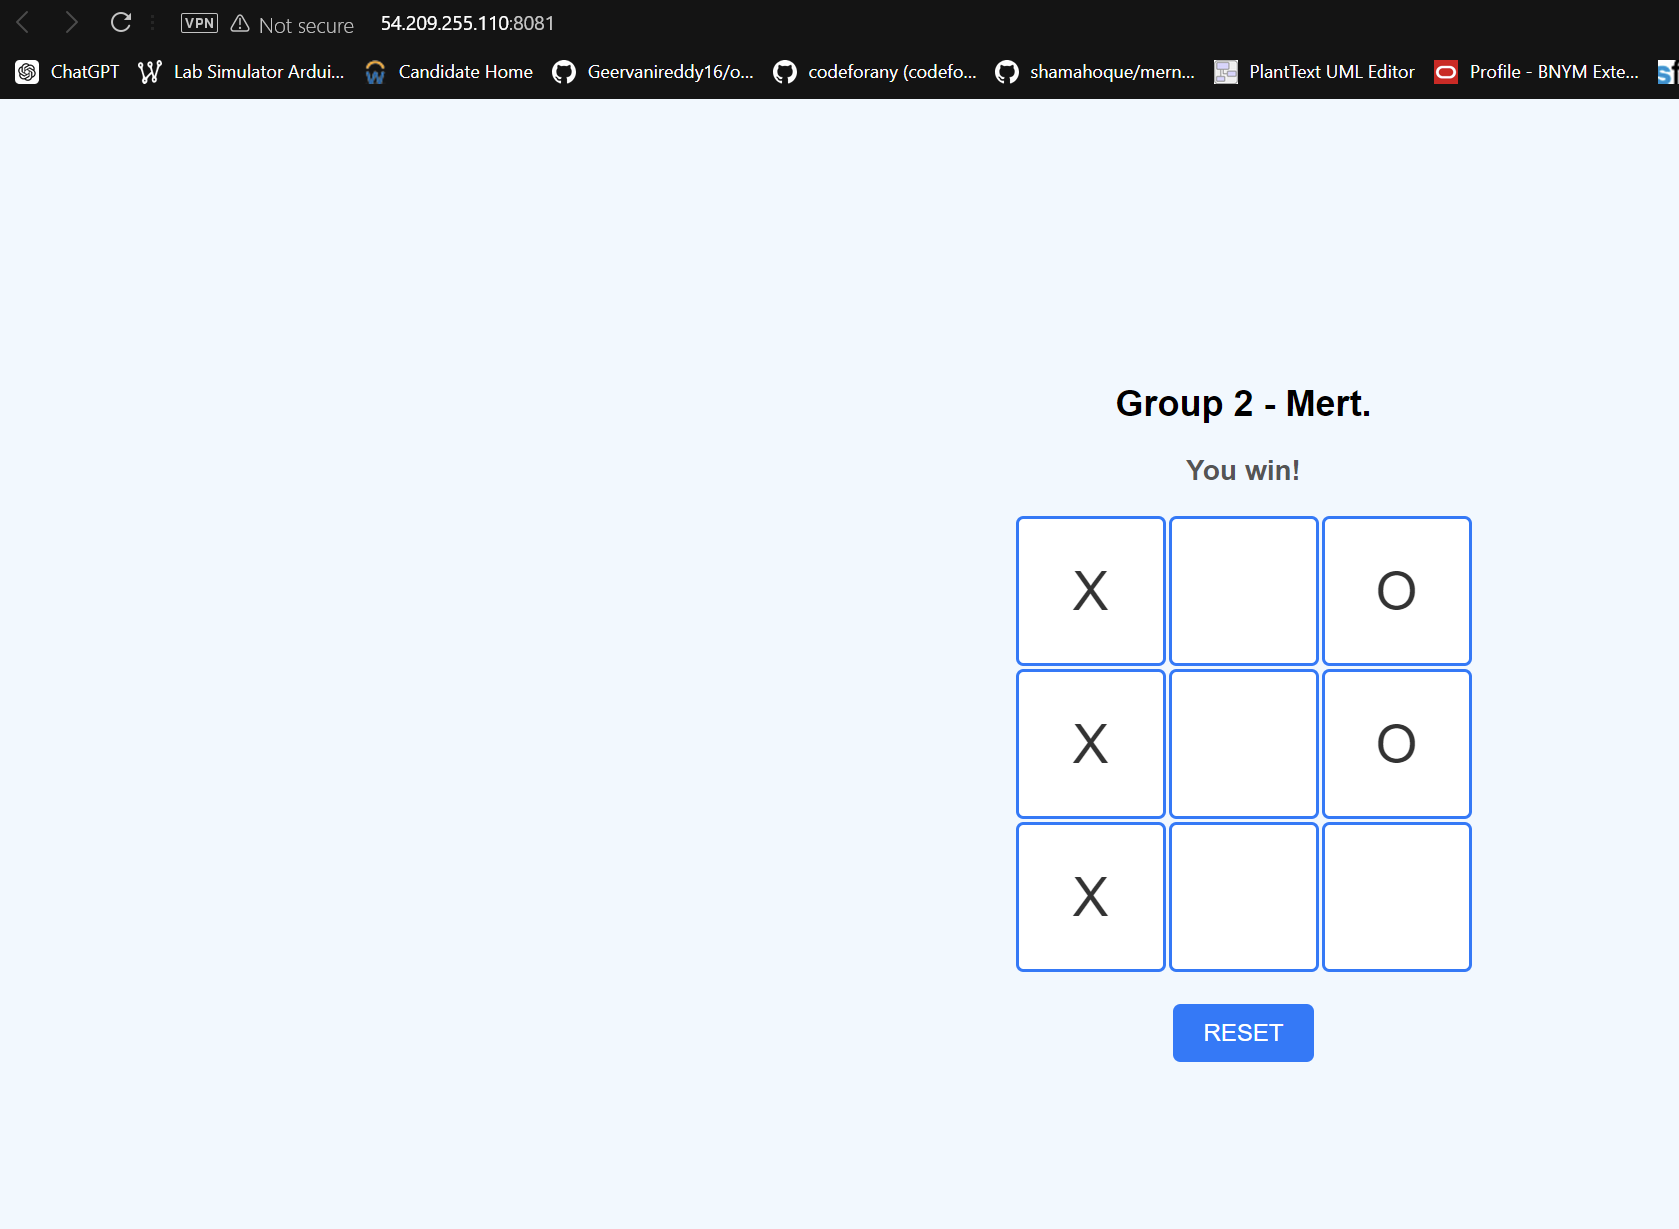 VPN Not secure 54.209.255.110:8081
ChatGPT Lab Simulator Ardui... Candidate Home Geervanireddy16/o... codeforany (codefo... shamahoque/mern... PlantText UML Editor Profile - BNYM Exte...
Group 2 - Mert.
You win!
X O
X O
X
RESET